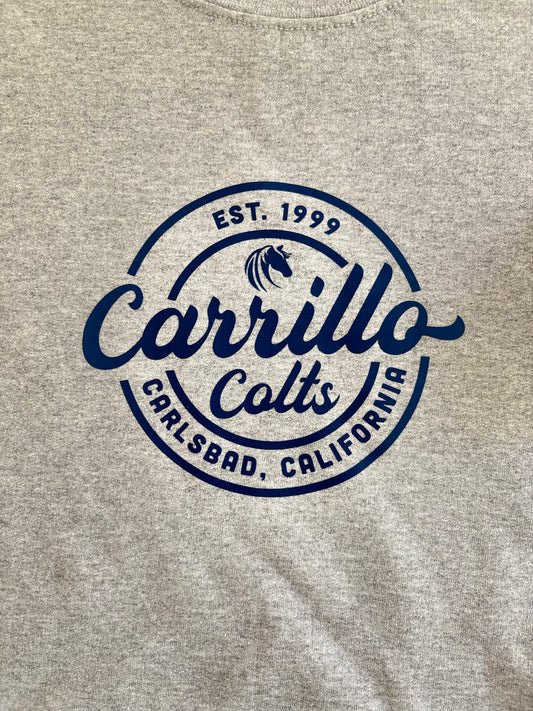 EST. 1999
Carrillo
Colts
CARLSBAD, CALIFORNIA